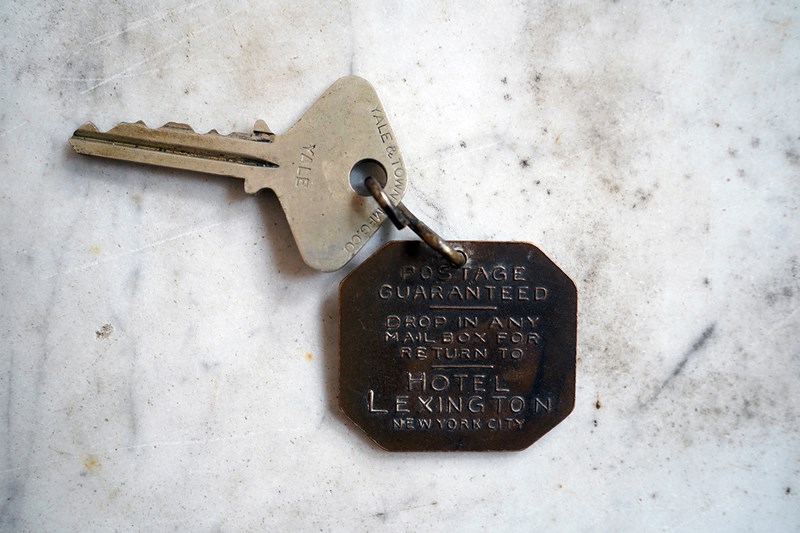 YALE & TOWN
MFG. CO
YALE
POSTAGE
GUARANTEED
DROP IN ANY
MAIL BOX FOR
RETURN TO
HOTEL
LEXINGTON
NEW YORK CITY